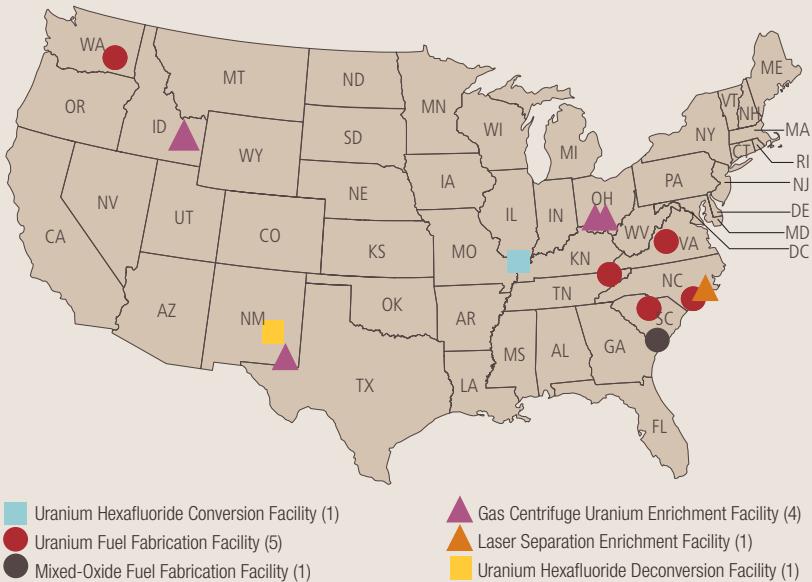 WA
MT
ND
MN
ME
VT
NH
OR
ID
WY
SD
WI
MI
NY
MA
CT
RI
NV
UT
CO
NE
IA
IL
IN
OH
PA
NJ
DE
MD
DC
CA
KS
MO
KN
WV
VA
AZ
NM
OK
AR
TN
NC
SC
TX
LA
MS
AL
GA
FL
Uranium Hexafluoride Conversion Facility (1)
Uranium Fuel Fabrication Facility (5)
Mixed-Oxide Fuel Fabrication Facility (1)
Gas Centrifuge Uranium Enrichment Facility (4)
Laser Separation Enrichment Facility (1)
Uranium Hexafluoride Deconversion Facility (1)